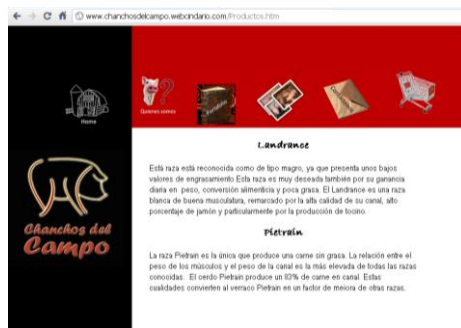 www.chanchosdelcampo.webcindario.com/Productos.htm
Home
Quienes somos
Chanchos del
Campo
Landrance
Está raza está reconocida como de tipo magro, ya que presenta unos bajos
valores de engrasamiento Esta raza es muy deseada también por su ganancia
diaria en peso, conversión alimenticia y poca grasa. El Landrance es una raza
blanca de buena musculatura, remarcado por la alta calidad de su canal, alto
porcentaje de jamón y particularmente por la producción de tocino.
Pietrain
La raza Pietrain es la única que produce una carne sin grasa. La relación entre el
peso de los músculos y el peso de la canal es la más elevada de todas las razas
conocidas. El cerdo Pietrain produce un 83% de carne en canal. Estas
cualidades convierten al verraco Pietrain en un factor de mejora de otras razas.